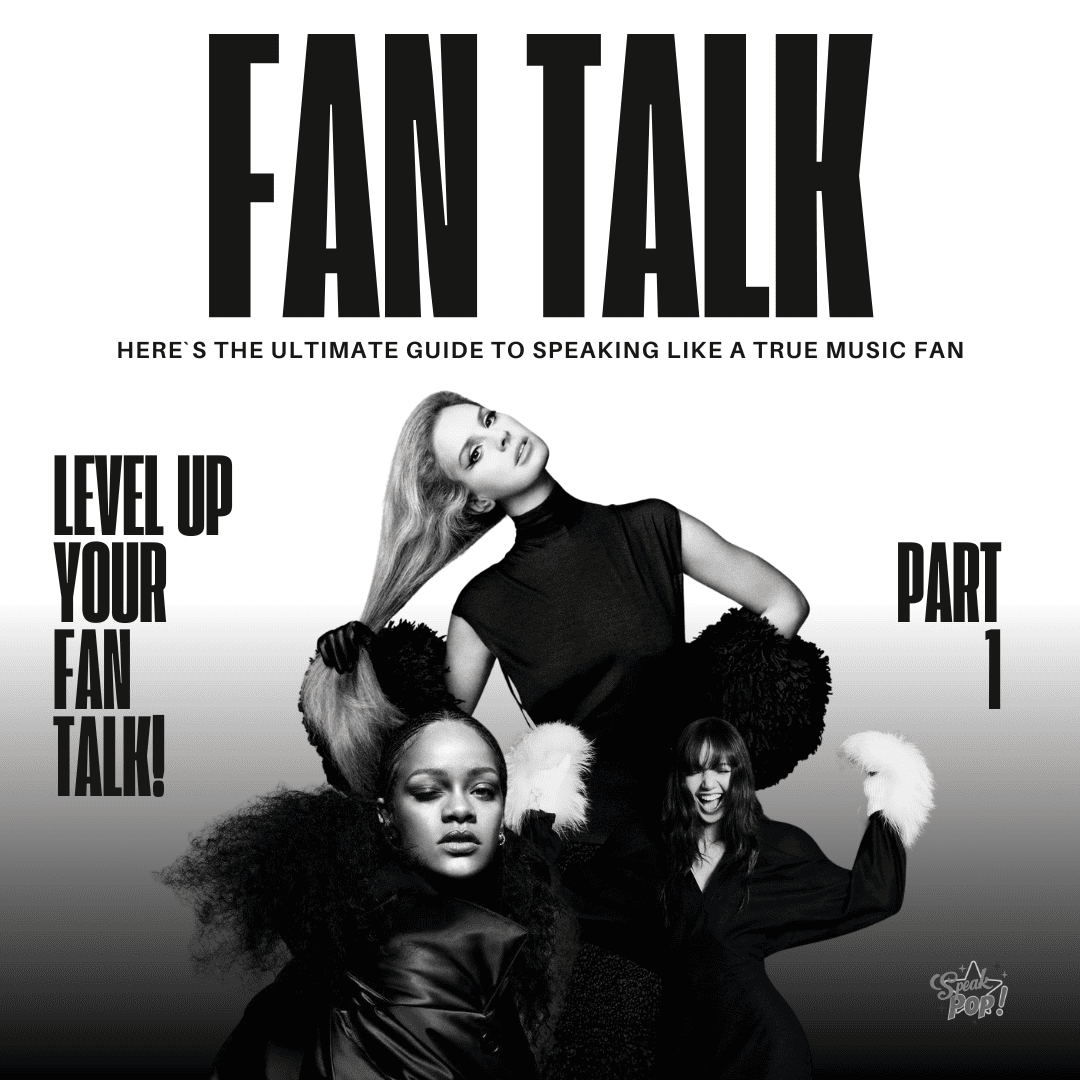 FAN TALK
HERE`S THE ULTIMATE GUIDE TO SPEAKING LIKE A TRUE MUSIC FAN
LEVEL UP
YOUR
FAN
TALK!
PART
1
Speak
POP!